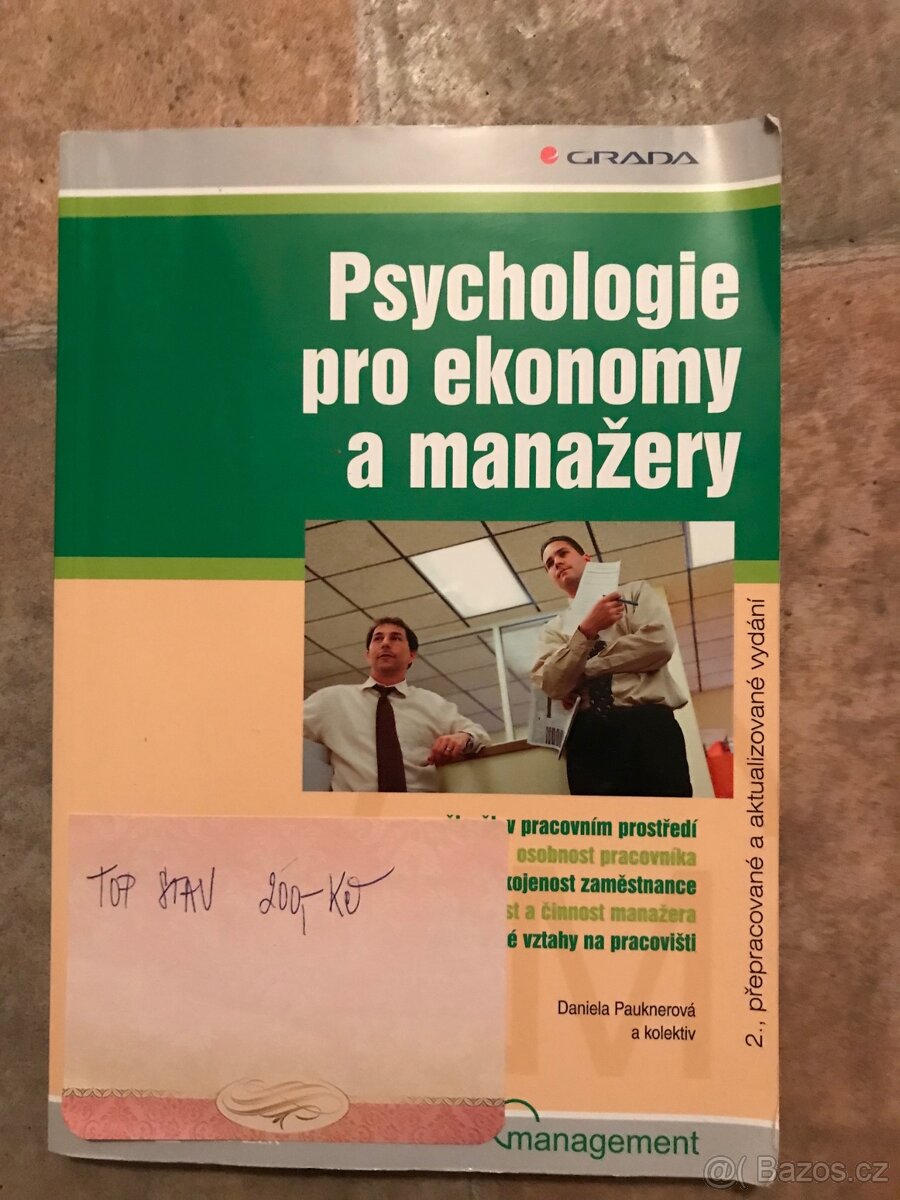 GRADA
Psychologie
pro ekonomy
a manažery
2., přepracované a aktualizované vydání
v pracovním prostředí
osobnost pracovníka
kojenost zaměstnance
st a činnost manažera
é vztahy na pracovišti
TOP STAV 200,- Kč
Daniela Pauknerová
a kolektiv
management
@( Bazos.cz